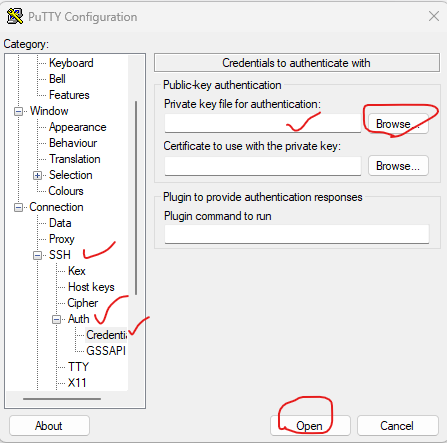 PuTTY Configuration
Category:
Keyboard
Bell
Features
Window
Appearance
Behaviour
Translation
Selection
Colours
Connection
Data
Proxy
SSH
Kex
Host keys
Cipher
Auth
Credentia
GSSAPI
TTY
X11
Credentials to authenticate with
Public-key authentication
Private key file for authentication:
Browse...
Certificate to use with the private key:
Browse...
Plugin to provide authentication responses
Plugin command to run
About
Open
Cancel